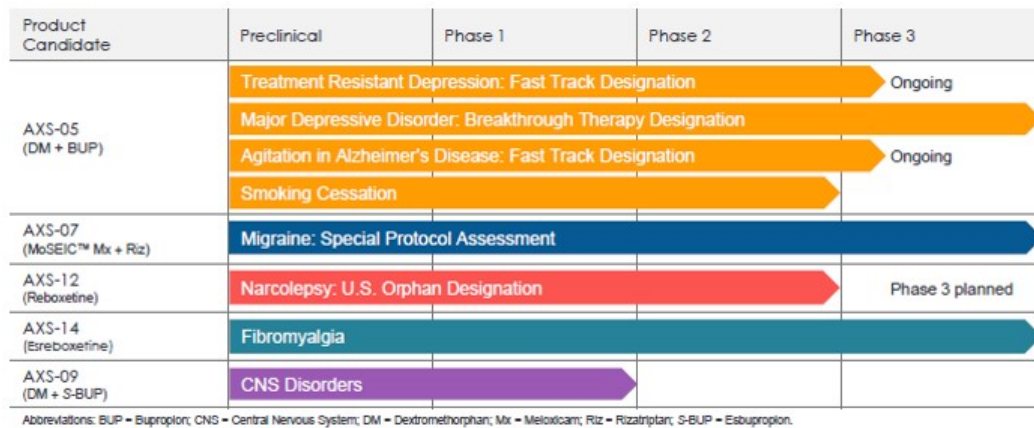 Product Candidate
Preclinical
Phase 1
Phase 2
Phase 3
AXS-05
(DM + BUP)
Treatment Resistant Depression: Fast Track Designation
Ongoing
Major Depressive Disorder: Breakthrough Therapy Designation
Agitation in Alzheimer's Disease: Fast Track Designation
Ongoing
Smoking Cessation
AXS-07
(MoSEIC™ Mx + Riz)
Migraine: Special Protocol Assessment
AXS-12
(Reboxetine)
Narcolepsy: U.S. Orphan Designation
Phase 3 planned
AXS-14
(Esreboxetine)
Fibromyalgia
AXS-09
(DM + S-BUP)
CNS Disorders
Abbreviations: BUP = Bupropion; CNS = Central Nervous System; DM = Dextromethorphan; Mx = Meloxicam; Riz = Rizatriptan; S-BUP = Esbupropion.